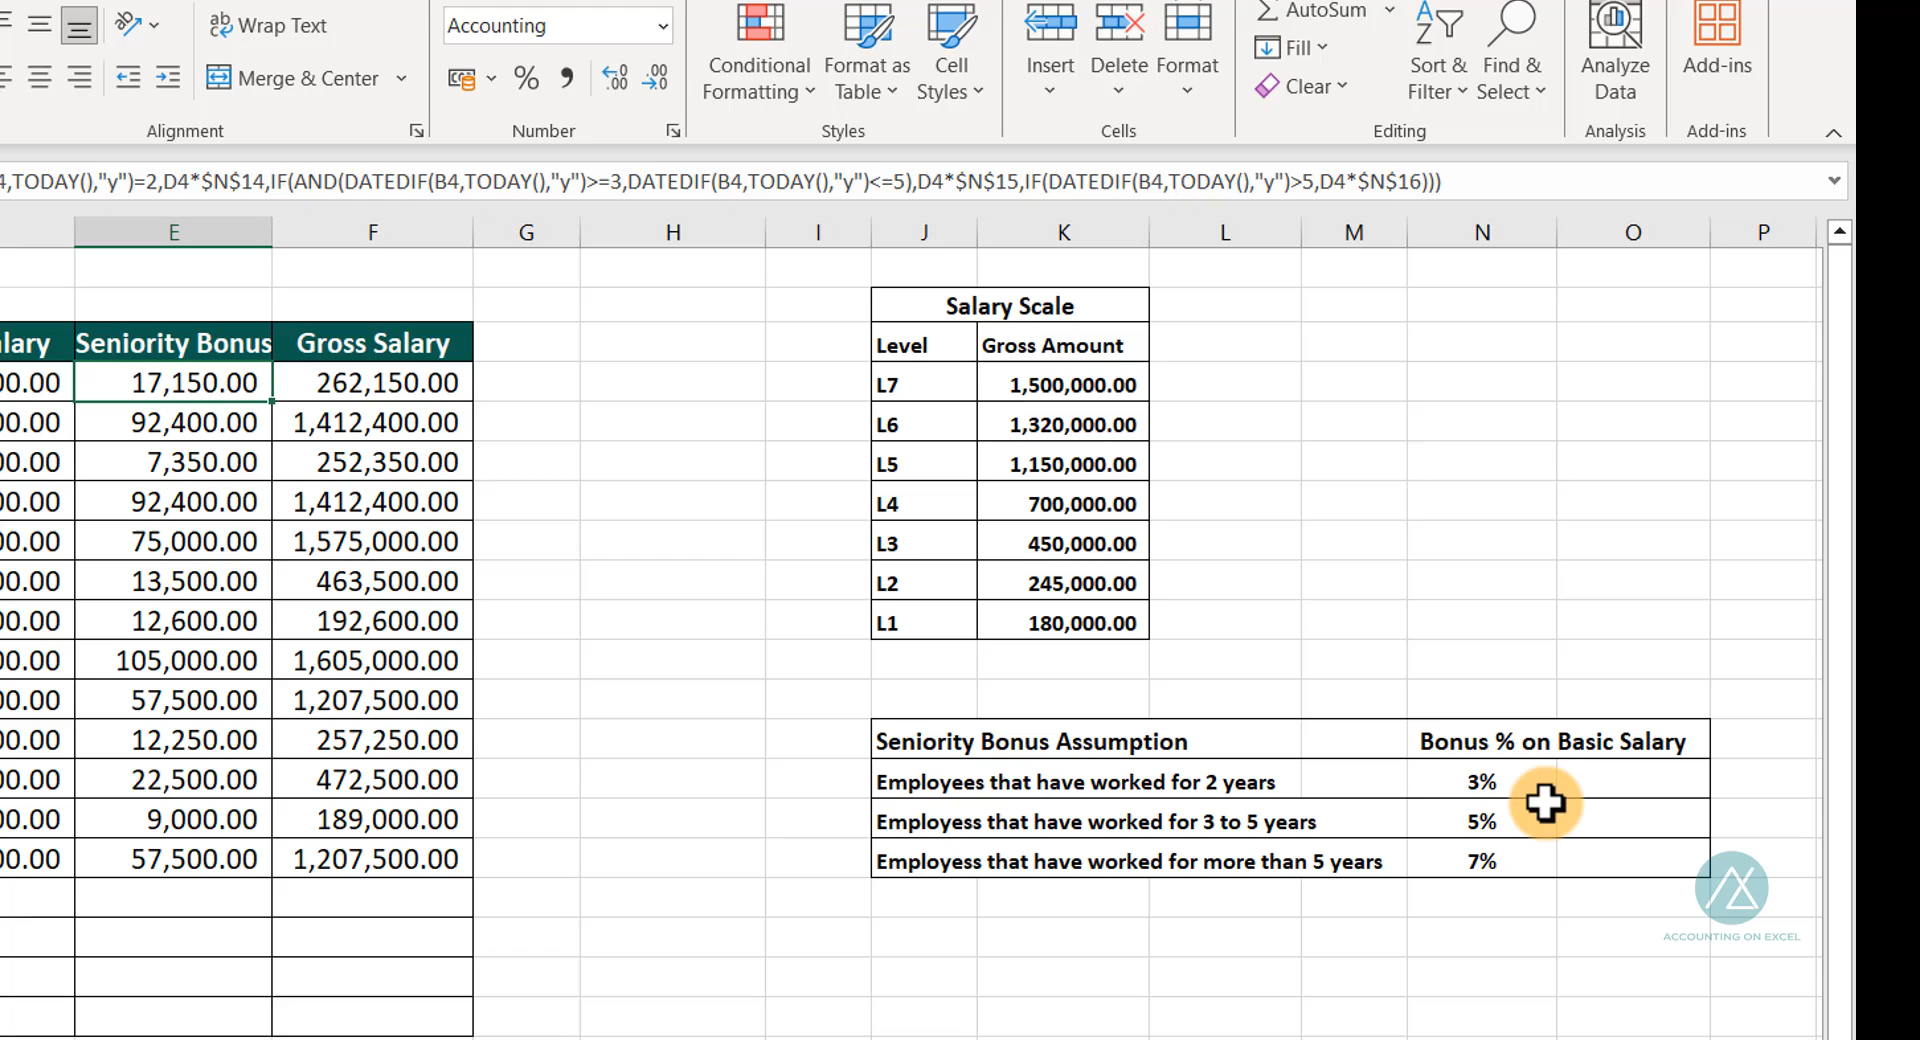 Wrap Text
Merge & Center
Alignment
Accounting
%
Number
Conditional Formatting
Format as Table
Cell Styles
Styles
Insert
Delete
Format
Cells
AutoSum
Fill
Clear
Sort & Filter
Find & Select
Editing
Analyze Data
Analysis
Add-ins
Add-ins
,TODAY(),"y")=2,D4*$N$14,IF(AND(DATEDIF(B4,TODAY(),"y")>=3,DATEDIF(B4,TODAY(),"y")<=5),D4*$N$15,IF(DATEDIF(B4,TODAY(),"y")>5,D4*$N$16)))
E F G H I J K L M N O P
lary Seniority Bonus Gross Salary
00.00 17,150.00 262,150.00
00.00 92,400.00 1,412,400.00
00.00 7,350.00 252,350.00
00.00 92,400.00 1,412,400.00
00.00 75,000.00 1,575,000.00
00.00 13,500.00 463,500.00
00.00 12,600.00 192,600.00
00.00 105,000.00 1,605,000.00
00.00 57,500.00 1,207,500.00
00.00 12,250.00 257,250.00
00.00 22,500.00 472,500.00
00.00 9,000.00 189,000.00
00.00 57,500.00 1,207,500.00
Salary Scale
Level Gross Amount
L7 1,500,000.00
L6 1,320,000.00
L5 1,150,000.00
L4 700,000.00
L3 450,000.00
L2 245,000.00
L1 180,000.00
Seniority Bonus Assumption Bonus % on Basic Salary
Employees that have worked for 2 years 3%
Employess that have worked for 3 to 5 years 5%
Employess that have worked for more than 5 years 7%
ACCOUNTING ON EXCEL